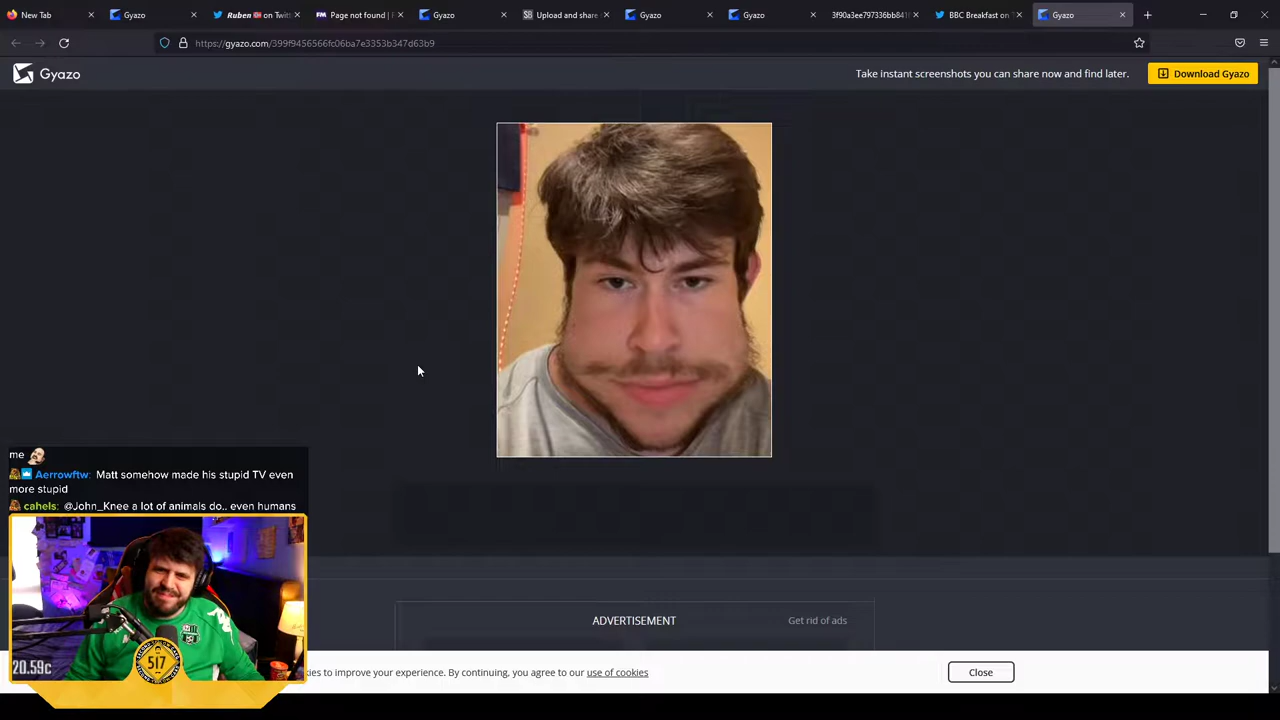 New Tab
Gyazo
Ruben on Twitt
Page not found | F
Gyazo
Upload and share
Gyazo
Gyazo
3f90a3ee797336bb841
BBC Breakfast on T
Gyazo
https://gyazo.com/399f9456566fc06ba7e3353b347d63b9
Gyazo
Take instant screenshots you can share now and find later.
Download Gyazo
me
Aerrowftw: Matt somehow made his stupid TV even
more stupid
cahels: @John_Knee a lot of animals do.. even humans
517
20.59c
ADVERTISEMENT
Get rid of ads
kies to improve your experience. By continuing, you agree to our use of cookies
Close